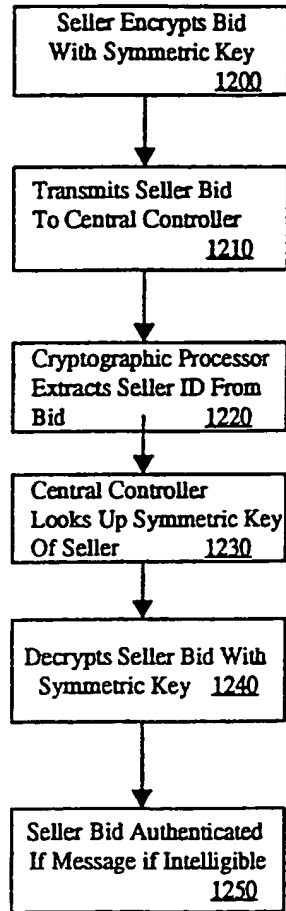 Seller Encrypts Bid
With Symmetric Key
1200
Transmits Seller Bid
To Central Controller
1210
Cryptographic Processor
Extracts Seller ID From
Bid 1220
Central Controller
Looks Up Symmetric Key
Of Seller 1230
Decrypts Seller Bid With
Symmetric Key 1240
Seller Bid Authenticated
If Message if Intelligible
1250